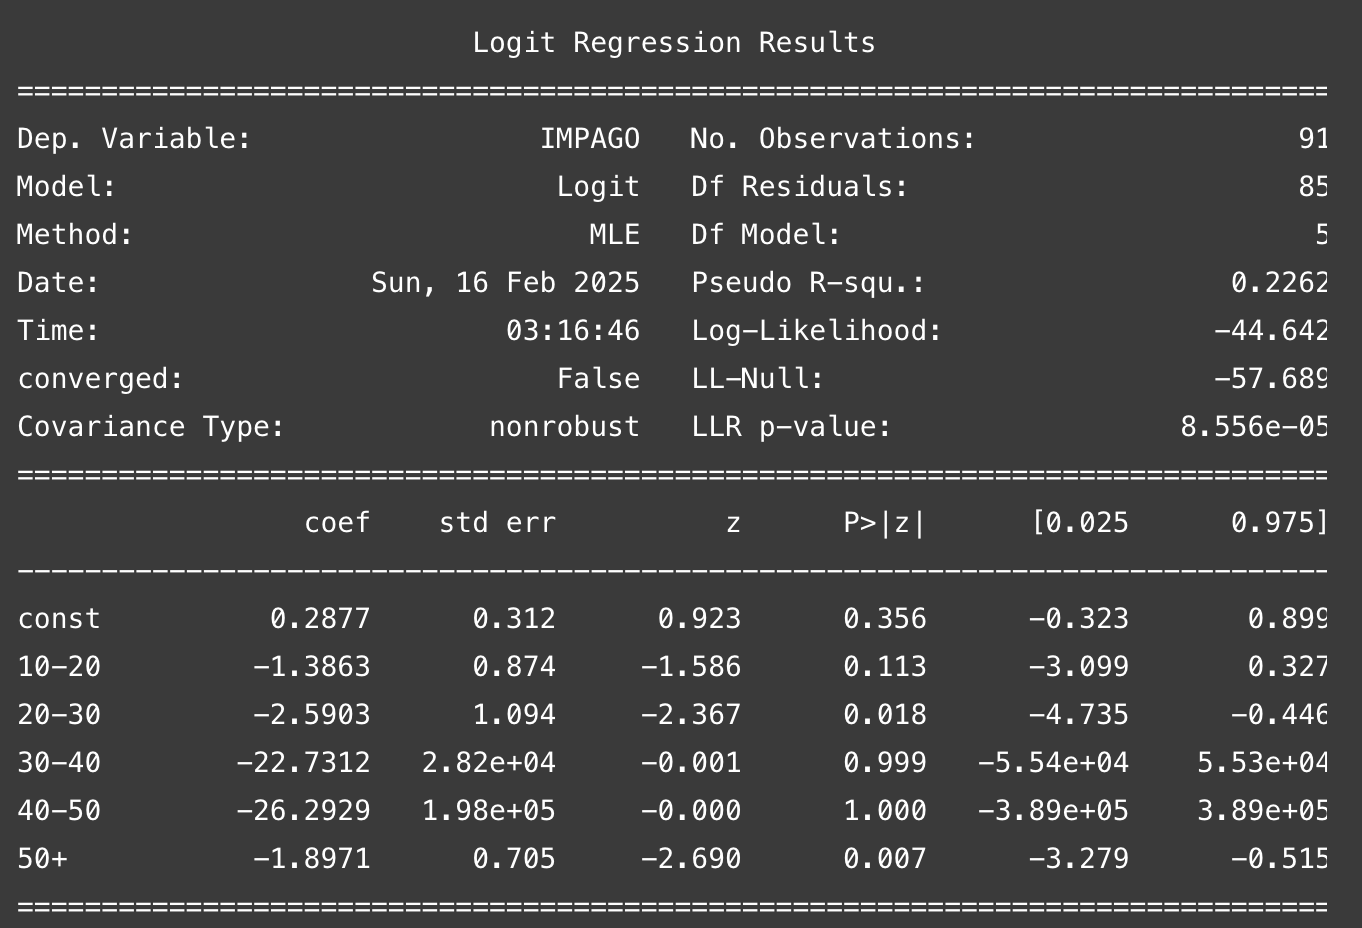 Logit Regression Results
==============================================================================
Dep. Variable: IMPAGO No. Observations: 91
Model: Logit Df Residuals: 85
Method: MLE Df Model: 5
Date: Sun, 16 Feb 2025 Pseudo R-squ.: 0.2262
Time: 03:16:46 Log-Likelihood: -44.642
converged: False LL-Null: -57.689
Covariance Type: nonrobust LLR p-value: 8.556e-05
==============================================================================
coef std err z P>|z| [0.025 0.975]
------------------------------------------------------------------------------
const 0.2877 0.312 0.923 0.356 -0.323 0.899
10-20 -1.3863 0.874 -1.586 0.113 -3.099 0.327
20-30 -2.5903 1.094 -2.367 0.018 -4.735 -0.446
30-40 -22.7312 2.82e+04 -0.001 0.999 -5.54e+04 5.53e+04
40-50 -26.2929 1.98e+05 -0.000 1.000 -3.89e+05 3.89e+05
50+ -1.8971 0.705 -2.690 0.007 -3.279 -0.515
==============================================================================